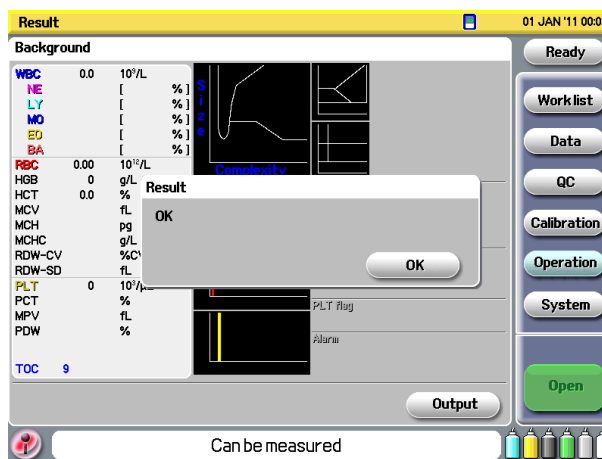 Result 01 JAN '11 00:0
Background
Ready
WBC 0.0 10³/L
NE [ % ]
LY [ % ]
MO [ % ]
EO [ % ]
BA [ % ]
RBC 0.00 10¹²/L
HGB 0 g/L
HCT 0.0 %
MCV fL
MCH pg
MCHC g/L
RDW-CV %C
RDW-SD fL
PLT 0 10³/µL
PCT %
MPV fL
PDW %
TOC 9
Size
Complexity
Result
OK
OK
PLT flag
Alarm
Output
Work list
Data
QC
Calibration
Operation
System
Open
Can be measured